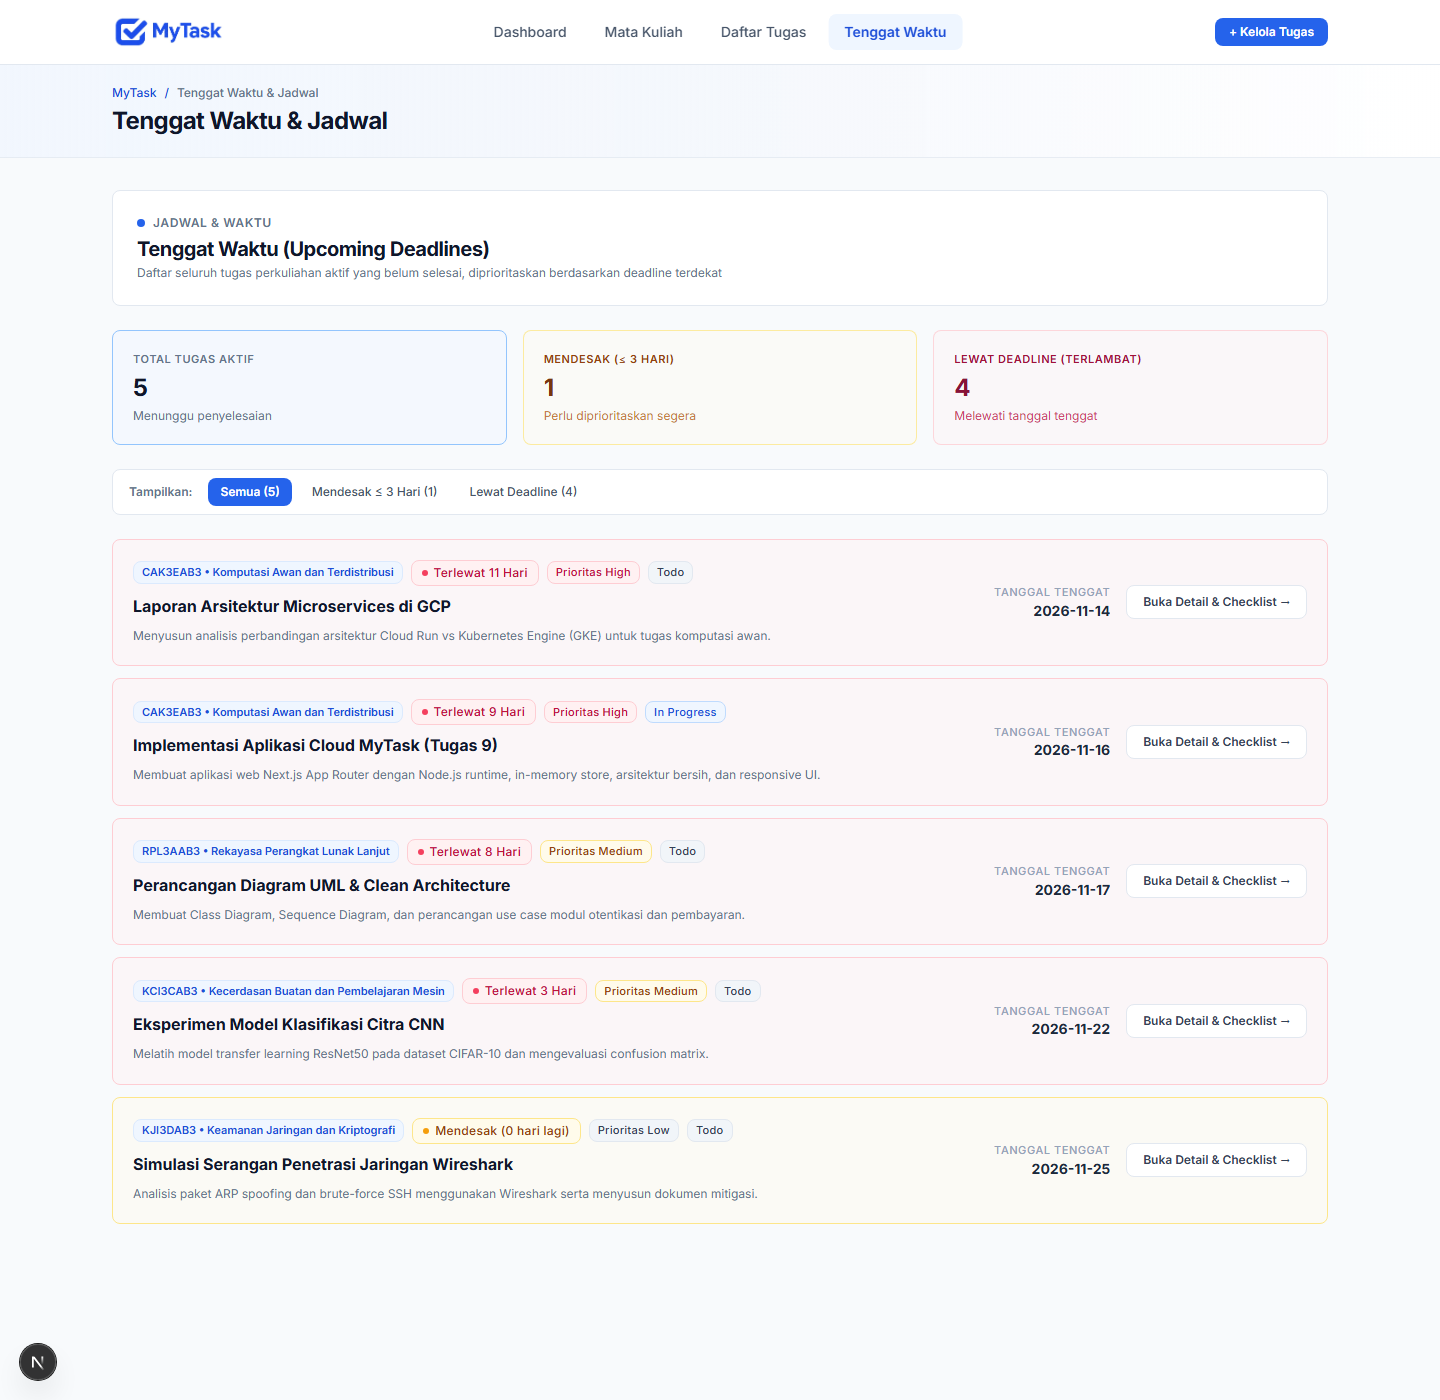 MyTask
Dashboard
Mata Kuliah
Daftar Tugas
Tenggat Waktu
+ Kelola Tugas
MyTask / Tenggat Waktu & Jadwal
Tenggat Waktu & Jadwal
JADWAL & WAKTU
Tenggat Waktu (Upcoming Deadlines)
Daftar seluruh tugas perkuliahan aktif yang belum selesai, diprioritaskan berdasarkan deadline terdekat
TOTAL TUGAS AKTIF
5
Menunggu penyelesaian
MENDESAK (≤ 3 HARI)
1
Perlu diprioritaskan segera
LEWAT DEADLINE (TERLAMBAT)
4
Melewati tanggal tenggat
Tampilkan:
Semua (5)
Mendesak ≤ 3 Hari (1)
Lewat Deadline (4)
CAK3EAB3 • Komputasi Awan dan Terdistribusi
Terlewat 11 Hari
Prioritas High
Todo
Laporan Arsitektur Microservices di GCP
Menyusun analisis perbandingan arsitektur Cloud Run vs Kubernetes Engine (GKE) untuk tugas komputasi awan.
TANGGAL TENGGAT
2026-11-14
Buka Detail & Checklist →
CAK3EAB3 • Komputasi Awan dan Terdistribusi
Terlewat 9 Hari
Prioritas High
In Progress
Implementasi Aplikasi Cloud MyTask (Tugas 9)
Membuat aplikasi web Next.js App Router dengan Node.js runtime, in-memory store, arsitektur bersih, dan responsive UI.
TANGGAL TENGGAT
2026-11-16
Buka Detail & Checklist →
RPL3AAB3 • Rekayasa Perangkat Lunak Lanjut
Terlewat 8 Hari
Prioritas Medium
Todo
Perancangan Diagram UML & Clean Architecture
Membuat Class Diagram, Sequence Diagram, dan perancangan use case modul otentikasi dan pembayaran.
TANGGAL TENGGAT
2026-11-17
Buka Detail & Checklist →
KCI3CAB3 • Kecerdasan Buatan dan Pembelajaran Mesin
Terlewat 3 Hari
Prioritas Medium
Todo
Eksperimen Model Klasifikasi Citra CNN
Melatih model transfer learning ResNet50 pada dataset CIFAR-10 dan mengevaluasi confusion matrix.
TANGGAL TENGGAT
2026-11-22
Buka Detail & Checklist →
KJI3DAB3 • Keamanan Jaringan dan Kriptografi
Mendesak (0 hari lagi)
Prioritas Low
Todo
Simulasi Serangan Penetrasi Jaringan Wireshark
Analisis paket ARP spoofing dan brute-force SSH menggunakan Wireshark serta menyusun dokumen mitigasi.
TANGGAL TENGGAT
2026-11-25
Buka Detail & Checklist →
N